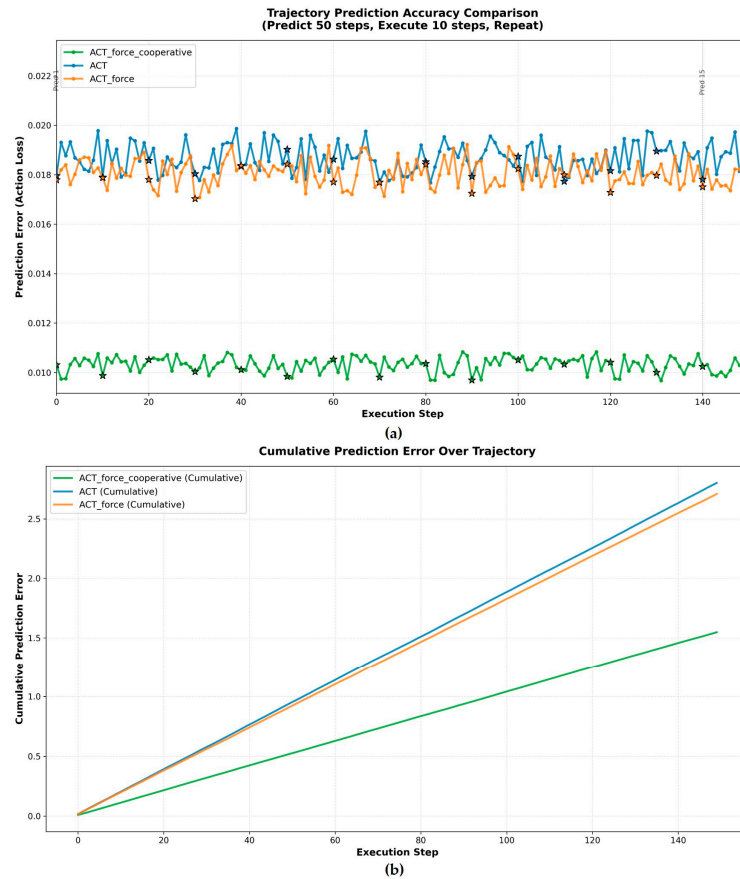 Trajectory Prediction Accuracy Comparison
(Predict 50 steps, Execute 10 steps, Repeat)
ACT_force_cooperative
ACT
ACT_force
Pred 15
0.022
0.020
0.018
0.016
0.014
0.012
0.010
Prediction Error (Action Loss)
0
20
40
60
80
100
120
140
Execution Step
(a)
Cumulative Prediction Error Over Trajectory
ACT_force_cooperative (Cumulative)
ACT (Cumulative)
ACT_force (Cumulative)
2.5
2.0
1.5
1.0
0.5
0.0
Cumulative Prediction Error
0
20
40
60
80
100
120
140
Execution Step
(b)